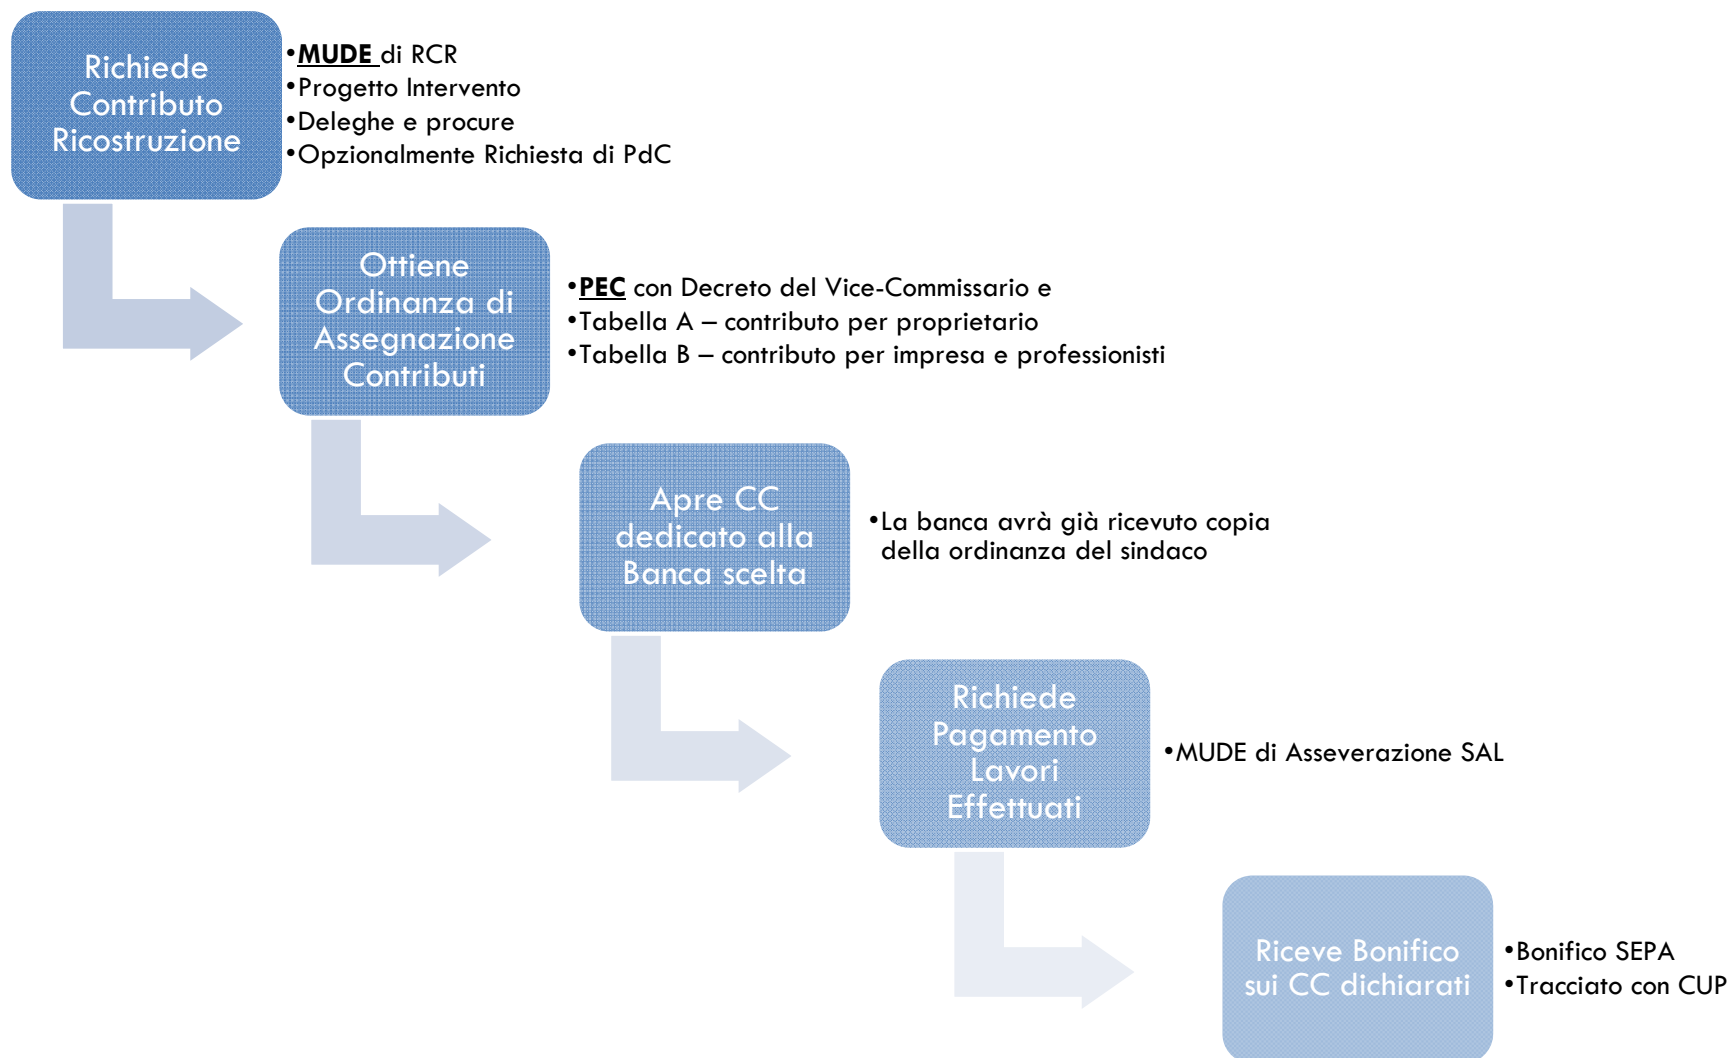 Richiede
Contributo
Ricostruzione
•MUDE di RCR
•Progetto Intervento
•Deleghe e procure
•Opzionalmente Richiesta di PdC
Ottiene
Ordinanza di
Assegnazione
Contributi
•PEC con Decreto del Vice-Commissario e
•Tabella A – contributo per proprietario
•Tabella B – contributo per impresa e professionisti
Apre CC
dedicato alla
Banca scelta
•La banca avrà già ricevuto copia
della ordinanza del sindaco
Richiede
Pagamento
Lavori
Effettuati
•MUDE di Asseverazione SAL
Riceve Bonifico
sui CC dichiarati
•Bonifico SEPA
•Tracciato con CUP